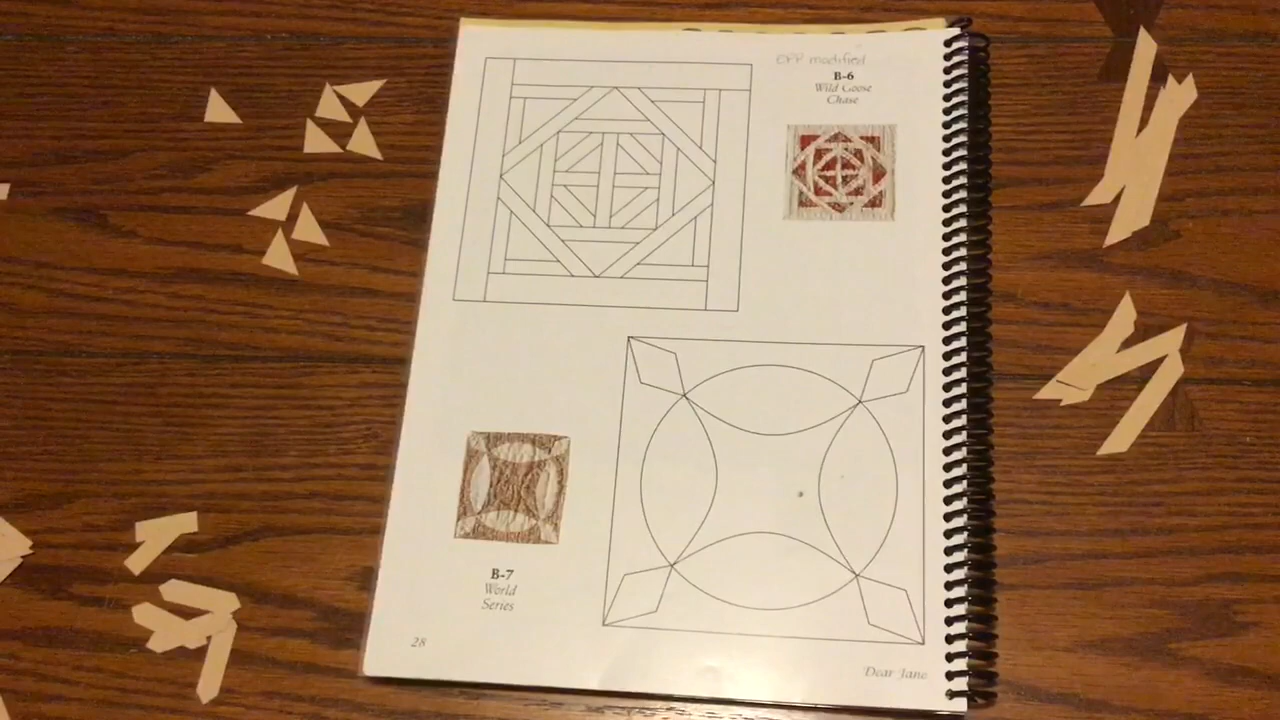 EPP modified
B-6
Wild Goose
Chase
B-7
World
Series
28
Dear Jane